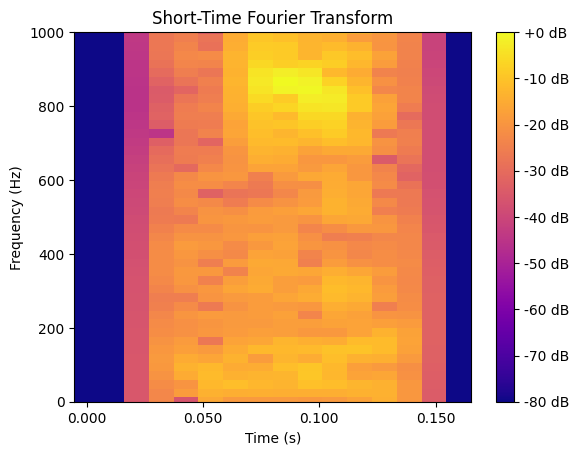 Short-Time Fourier Transform
1000
800
600
400
200
0
Frequency (Hz)
0.000
0.050
0.100
0.150
Time (s)
+0 dB
-10 dB
-20 dB
-30 dB
-40 dB
-50 dB
-60 dB
-70 dB
-80 dB